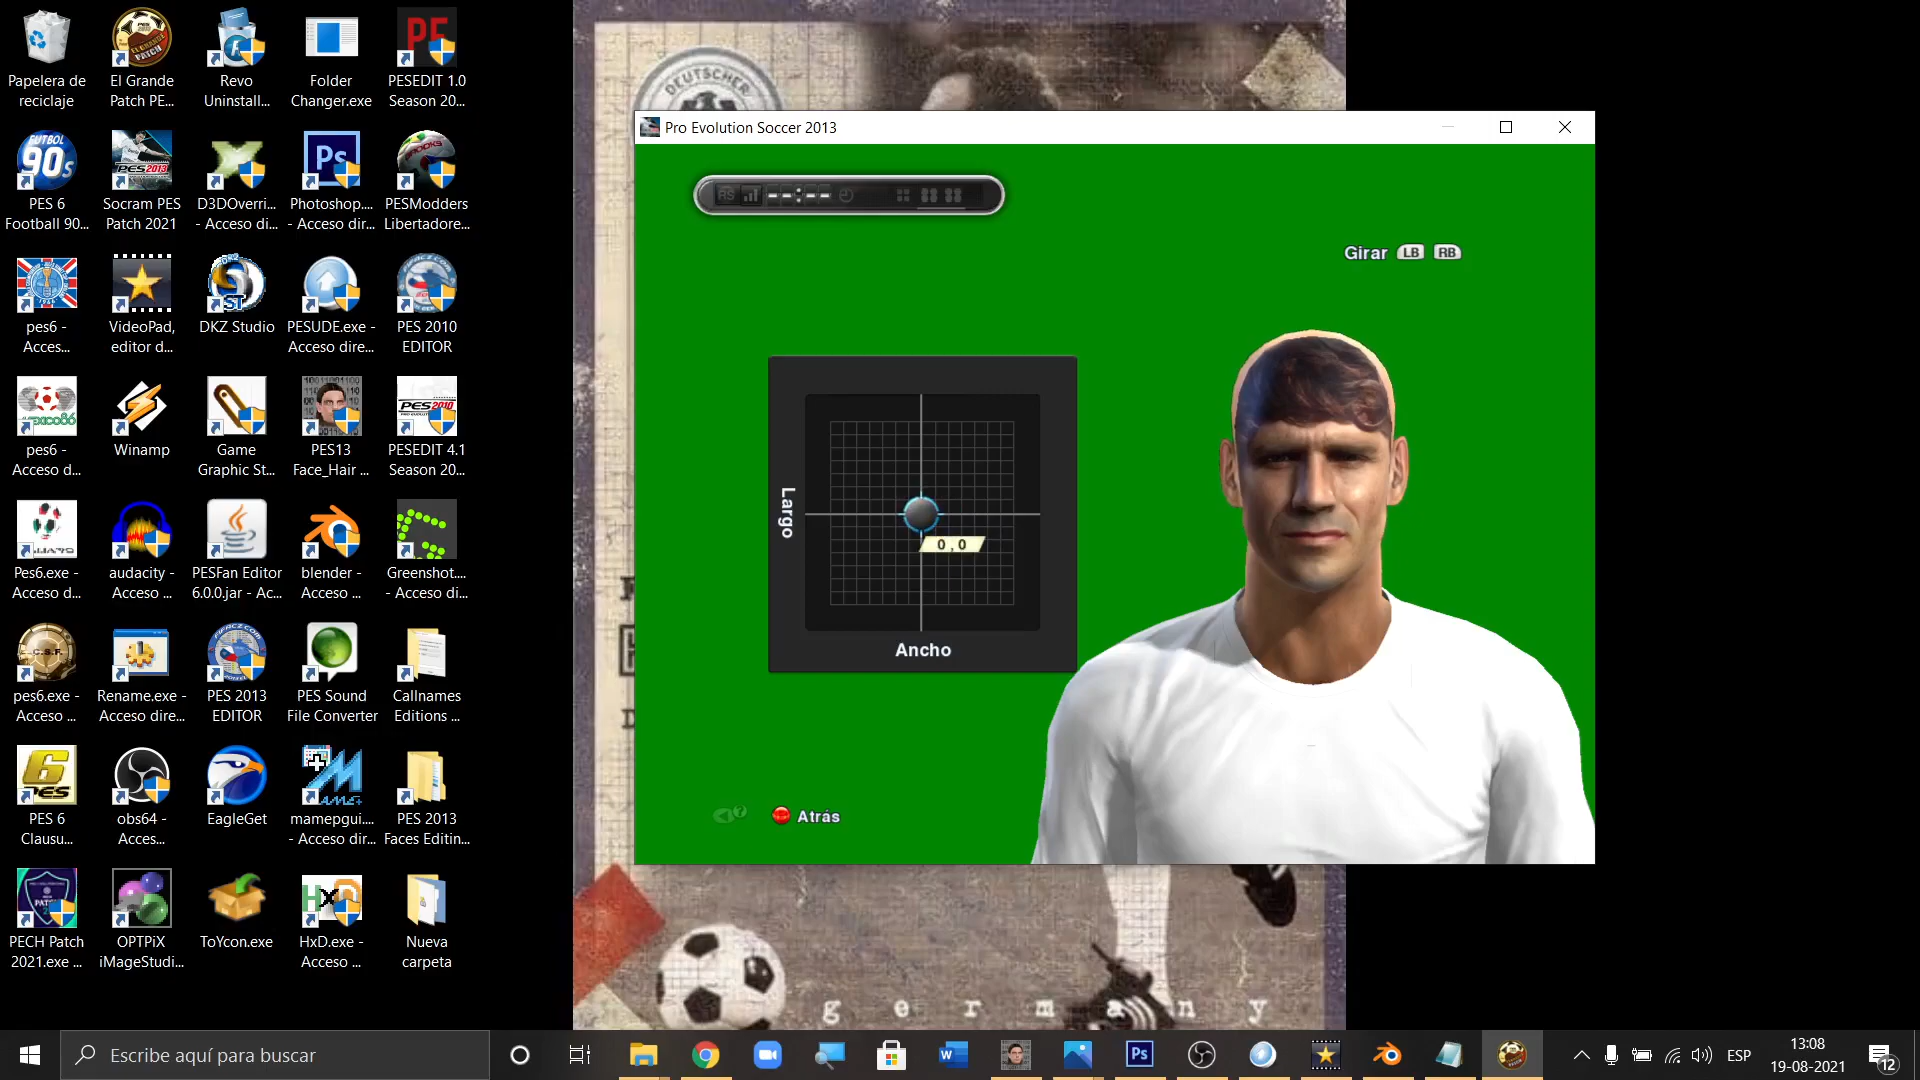 Papelera de
reciclaje
El Grande
Patch PE...
Revo
Uninstall...
Folder
Changer.exe
PESEDIT 1.0
Season 20...
PES 6
Football 90...
Socram PES
Patch 2021
D3DOverri...
- Acceso di...
Photoshop....
- Acceso dir...
PESModders
Libertadore...
pes6 -
Acces...
VideoPad,
editor d...
DKZ Studio
PESUDE.exe -
Acceso dire...
PES 2010
EDITOR
pes6 -
Acceso d...
Winamp
Game
Graphic St...
PES13
Face_Hair ...
PESEDIT 4.1
Season 20...
Pes6.exe -
Acceso d...
audacity -
Acceso ...
PESFan Editor
6.0.0.jar - Ac...
blender -
Acceso ...
Greenshot....
- Acceso di...
pes6.exe -
Acceso ...
Rename.exe -
Acceso dire...
PES 2013
EDITOR
PES Sound
File Converter
Callnames
Editions ...
PES 6
Clausu...
obs64 -
Acces...
EagleGet
mamepgui....
- Acceso dir...
PES 2013
Faces Editin...
PECH Patch
2021.exe ...
OPTPiX
iMageStudi...
ToYcon.exe
HxD.exe -
Acceso ...
Nueva
carpeta
DEUTSCHER
Pro Evolution Soccer 2013
Girar LB RB
Largo
0 , 0
Ancho
Atrás
germany
Escribe aquí para buscar
ESP
13:08
19-08-2021
12